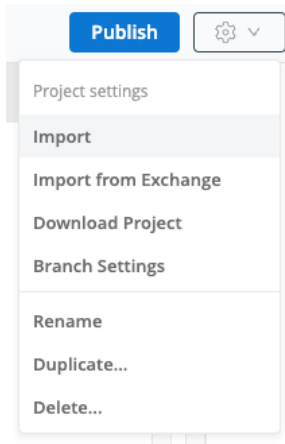 Publish
Project settings
Import
Import from Exchange
Download Project
Branch Settings
Rename
Duplicate...
Delete...